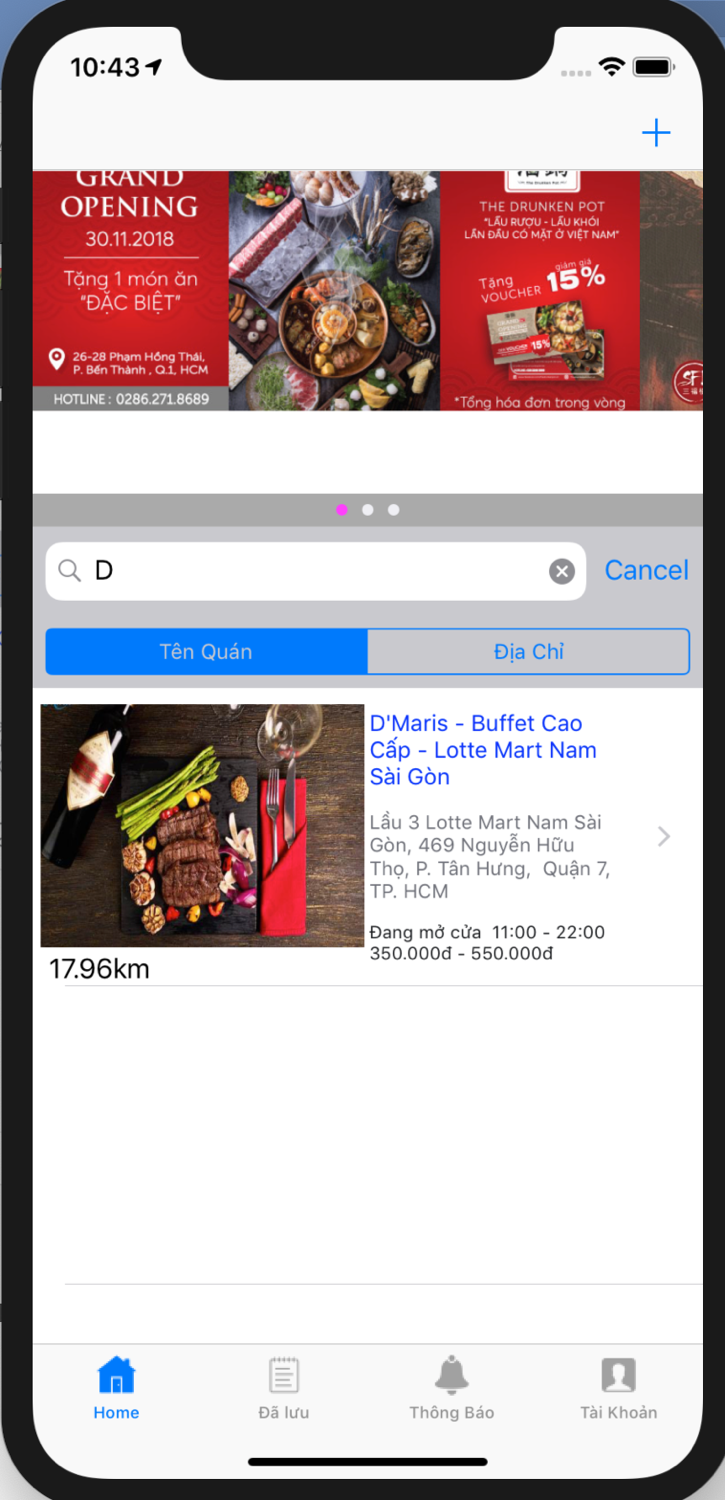 10:43
GRAND
OPENING
30.11.2018
Tặng 1 món ăn
"ĐẶC BIỆT"
26-28 Phạm Hồng Thái,
P. Bến Thành , Q.1, HCM
HOTLINE : 0286.271.8689
The Drunken Pot
THE DRUNKEN POT
"LẨU RƯỢU - LẨU KHÓI
LẦN ĐẦU CÓ MẶT Ở VIỆT NAM"
Tặng
VOUCHER
giảm giá
15%
15%
*Tổng hóa đơn trong vòng
D
Cancel
Tên Quán
Địa Chỉ
D'Maris - Buffet Cao
Cấp - Lotte Mart Nam
Sài Gòn
Lầu 3 Lotte Mart Nam Sài
Gòn, 469 Nguyễn Hữu
Thọ, P. Tân Hưng,  Quận 7,
TP. HCM
Đang mở cửa  11:00 - 22:00
350.000đ - 550.000đ
17.96km
Home
Đã lưu
Thông Báo
Tài Khoản